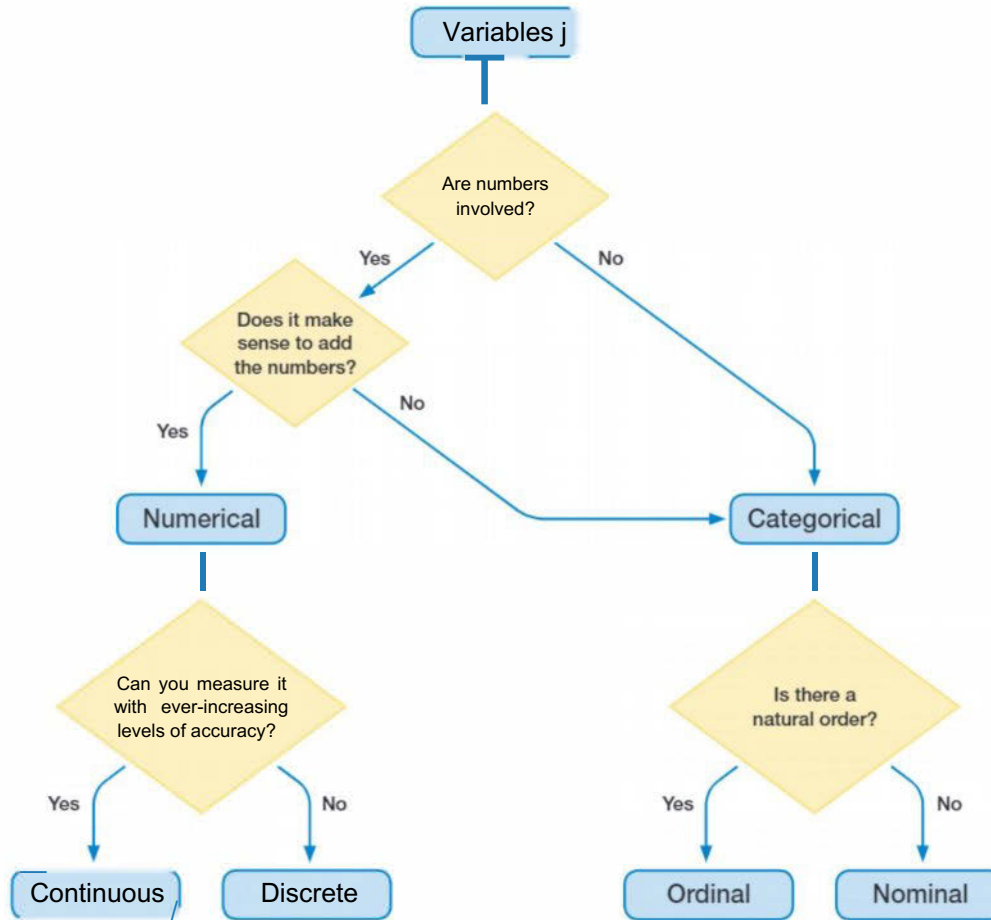 Variables j
Are numbers
involved?
Yes
No
Does it make
sense to add
the numbers?
No
Yes
Numerical
Categorical
Can you measure it
with ever-increasing
levels of accuracy?
Is there a
natural order?
Yes
No
Yes
No
Continuous
Discrete
Ordinal
Nominal